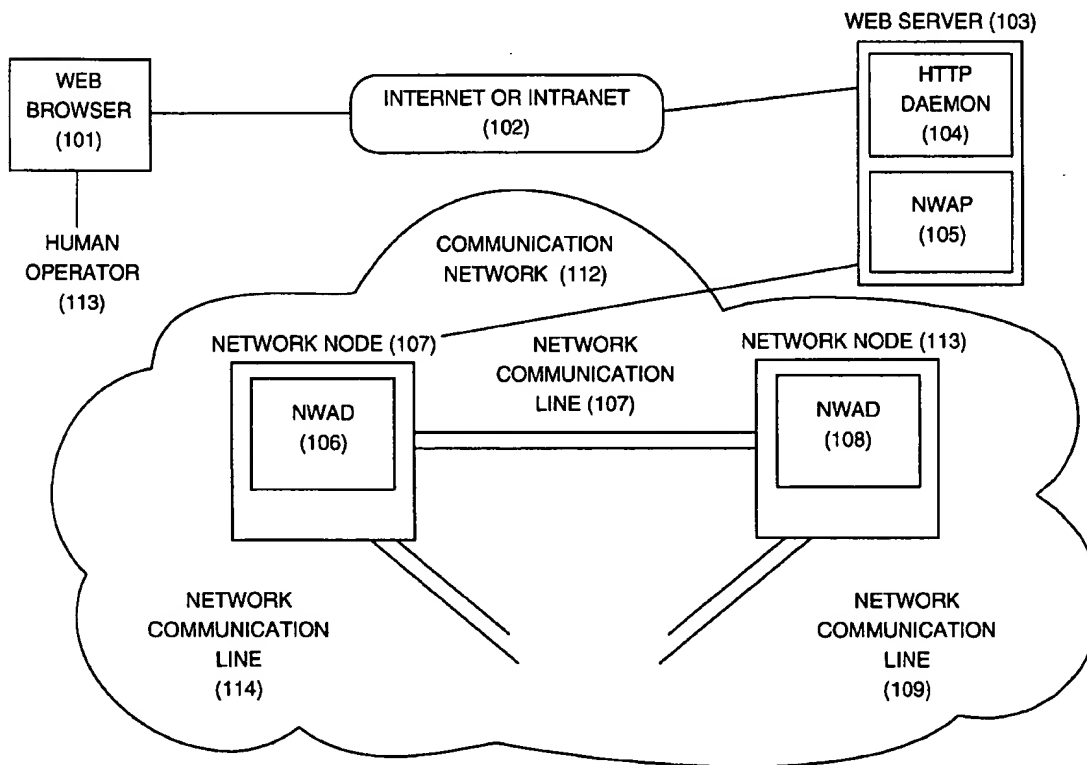 WEB SERVER (103)
WEB
BROWSER
(101)
INTERNET OR INTRANET
(102)
HTTP
DAEMON
(104)
NWAP
(105)
HUMAN
OPERATOR
(113)
COMMUNICATION
NETWORK (112)
NETWORK NODE (107)
NETWORK
COMMUNICATION
LINE (107)
NETWORK NODE (113)
NWAD
(106)
NWAD
(108)
NETWORK
COMMUNICATION
LINE
(114)
NETWORK
COMMUNICATION
LINE
(109)